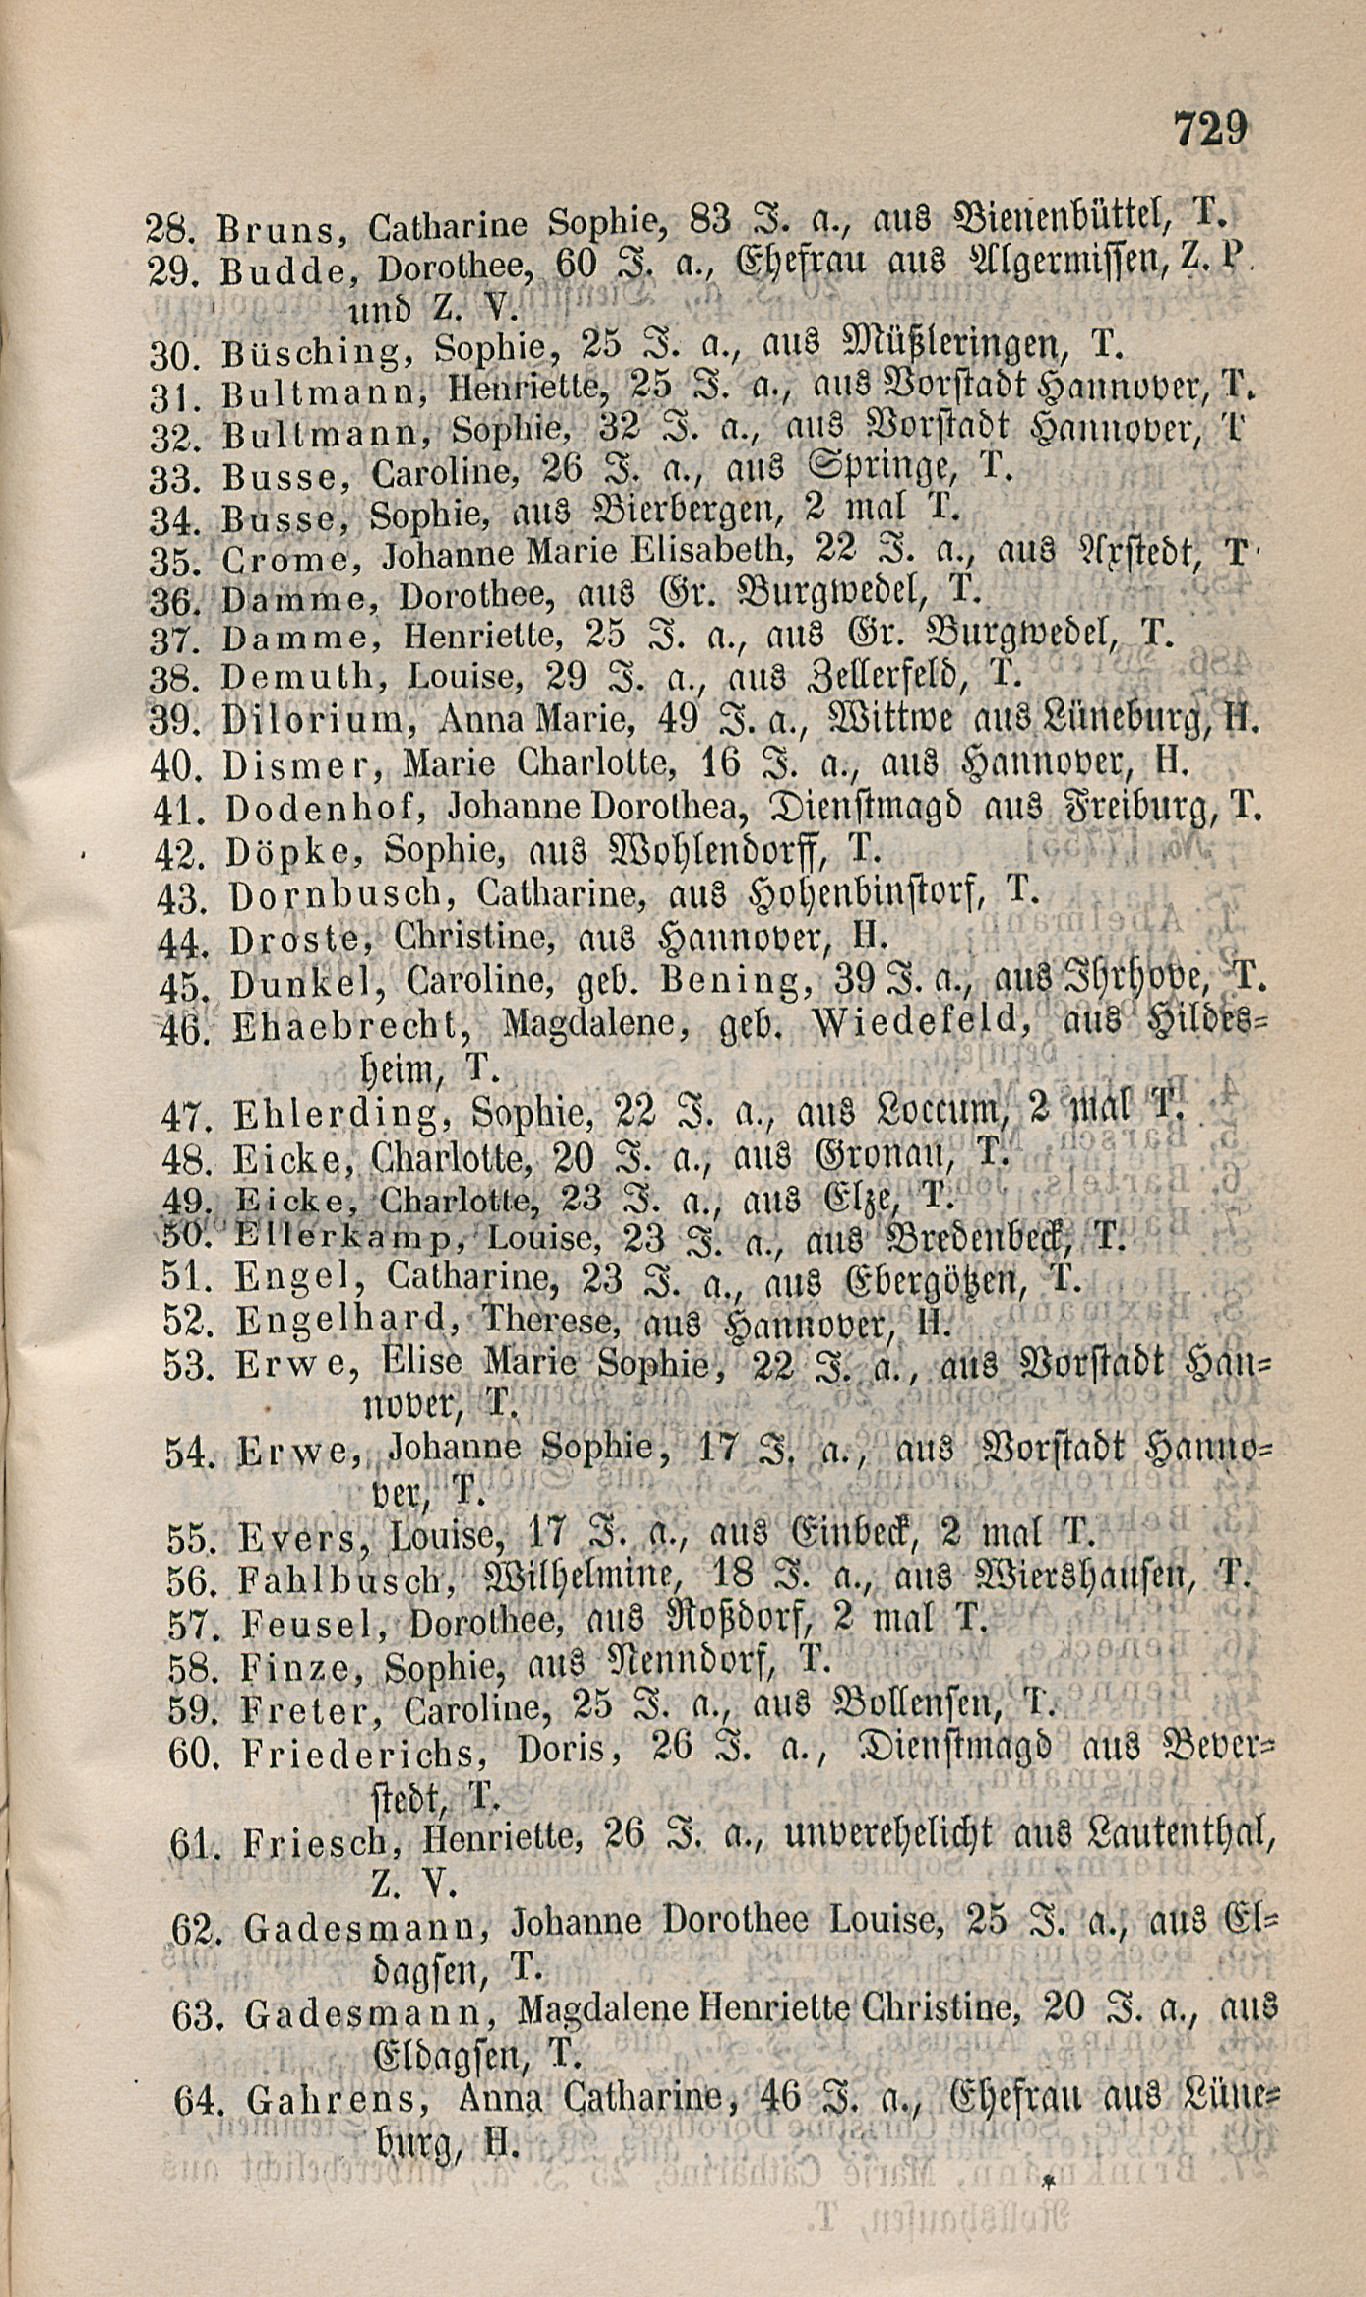 729
28. Bruns, Catharine Sophie, 83 J. a., aus Bienenbüttel, T.
29. Budde, Dorothee, 60 J. a., Ehefrau aus Algermissen, Z. P.
und Z. V.
30. Büsching, Sophie, 25 J. a., aus Müßleringen, T.
31. Bultmann, Henriette, 25 J. a., aus Vorstadt Hannover, T.
32. Bultmann, Sophie, 32 J. a., aus Vorstadt Hannover, T
33. Busse, Caroline, 26 J. a., aus Springe, T.
34. Busse, Sophie, aus Bierbergen, 2 mal T.
35. Crome, Johanne Marie Elisabeth, 22 J. a., aus Axstedt, T.
36. Damme, Dorothee, aus Gr. Burgwedel, T.
37. Damme, Henriette, 25 J. a., aus Gr. Burgwedel, T.
38. Demuth, Louise, 29 J. a., aus Zellerfeld, T.
39. Dilorium, Anna Marie, 49 J. a., Wittwe aus Lüneburg, H.
40. Dismer, Marie Charlotte, 16 J. a., aus Hannover, H.
41. Dodenhof, Johanne Dorothea, Dienstmagd aus Freiburg, T.
42. Döpke, Sophie, aus Wohlendorff, T.
43. Dornbusch, Catharine, aus Hohenbinstorf, T.
44. Droste, Christine, aus Hannover, H.
45. Dunkel, Caroline, geb. Bening, 39 J. a., aus Ihrhove, T.
46. Ehaebrecht, Magdalene, geb. Wiedefeld, aus Hildes-
heim, T.
47. Ehlerding, Sophie, 22 J. a., aus Loccum, 2 mal T.
48. Eicke, Charlotte, 20 J. a., aus Gronau, T.
49. Eicke, Charlotte, 23 J. a., aus Elze, T.
50. Ellerkamp, Louise, 23 J. a., aus Bredenbeck, T.
51. Engel, Catharine, 23 J. a., aus Ebergötzen, T.
52. Engelhard, Therese, aus Hannover, H.
53. Erwe, Elise Marie Sophie, 22 J. a., aus Vorstadt Han-
nover, T.
54. Erwe, Johanne Sophie, 17 J. a., aus Vorstadt Hanno-
ver, T.
55. Evers, Louise, 17 J. a., aus Einbeck, 2 mal T.
56. Fahlbusch, Wilhelmine, 18 J. a., aus Wiershausen, T.
57. Feusel, Dorothee, aus Roßdorf, 2 mal T.
58. Finze, Sophie, aus Nenndorf, T.
59. Freter, Caroline, 25 J. a., aus Bollensen, T.
60. Friederichs, Doris, 26 J. a., Dienstmagd aus Bever-
stedt, T.
61. Friesch, Henriette, 26 J. a., unverehelicht aus Lautenthal,
Z. V.
62. Gadesmann, Johanne Dorothee Louise, 25 J. a., aus El-
dagsen, T.
63. Gadesmann, Magdalene Henriette Christine, 20 J. a., aus
Eldagsen, T.
64. Gahrens, Anna Catharine, 46 J. a., Ehefrau aus Lüne-
burg, H.
*